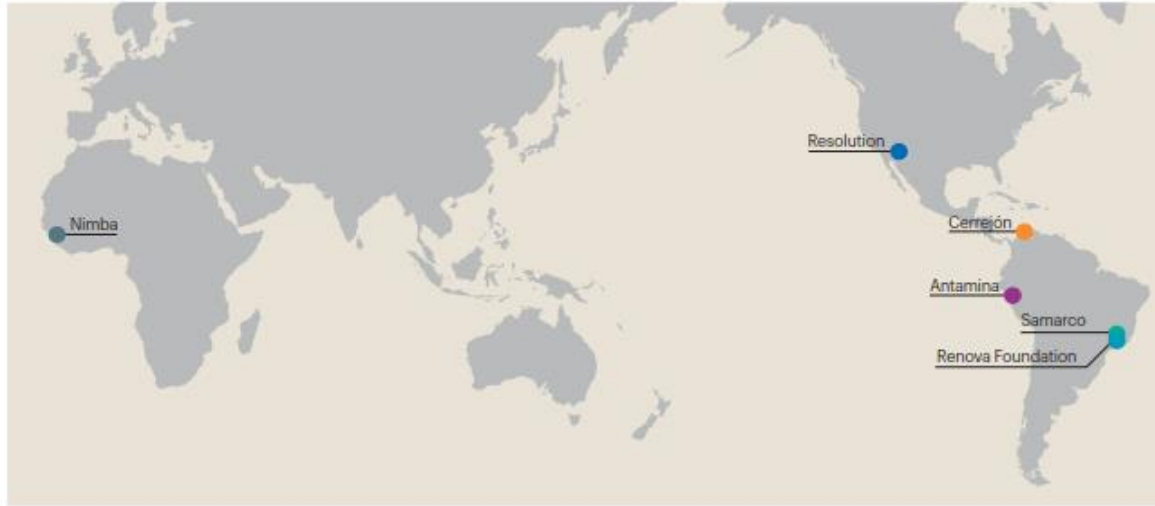 Resolution
Nimba
Cerrejón
Antamina
Samarco
Renova Foundation